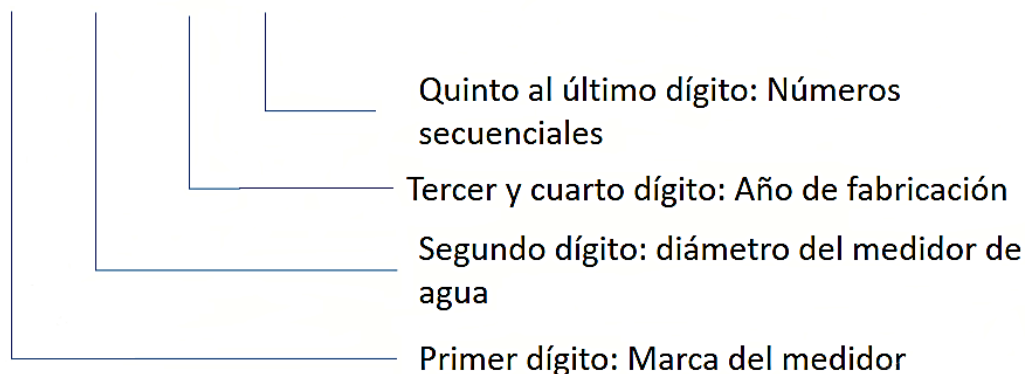 Quinto al último dígito: Números
secuenciales
Tercer y cuarto dígito: Año de fabricación
Segundo dígito: diámetro del medidor de
agua
Primer dígito: Marca del medidor